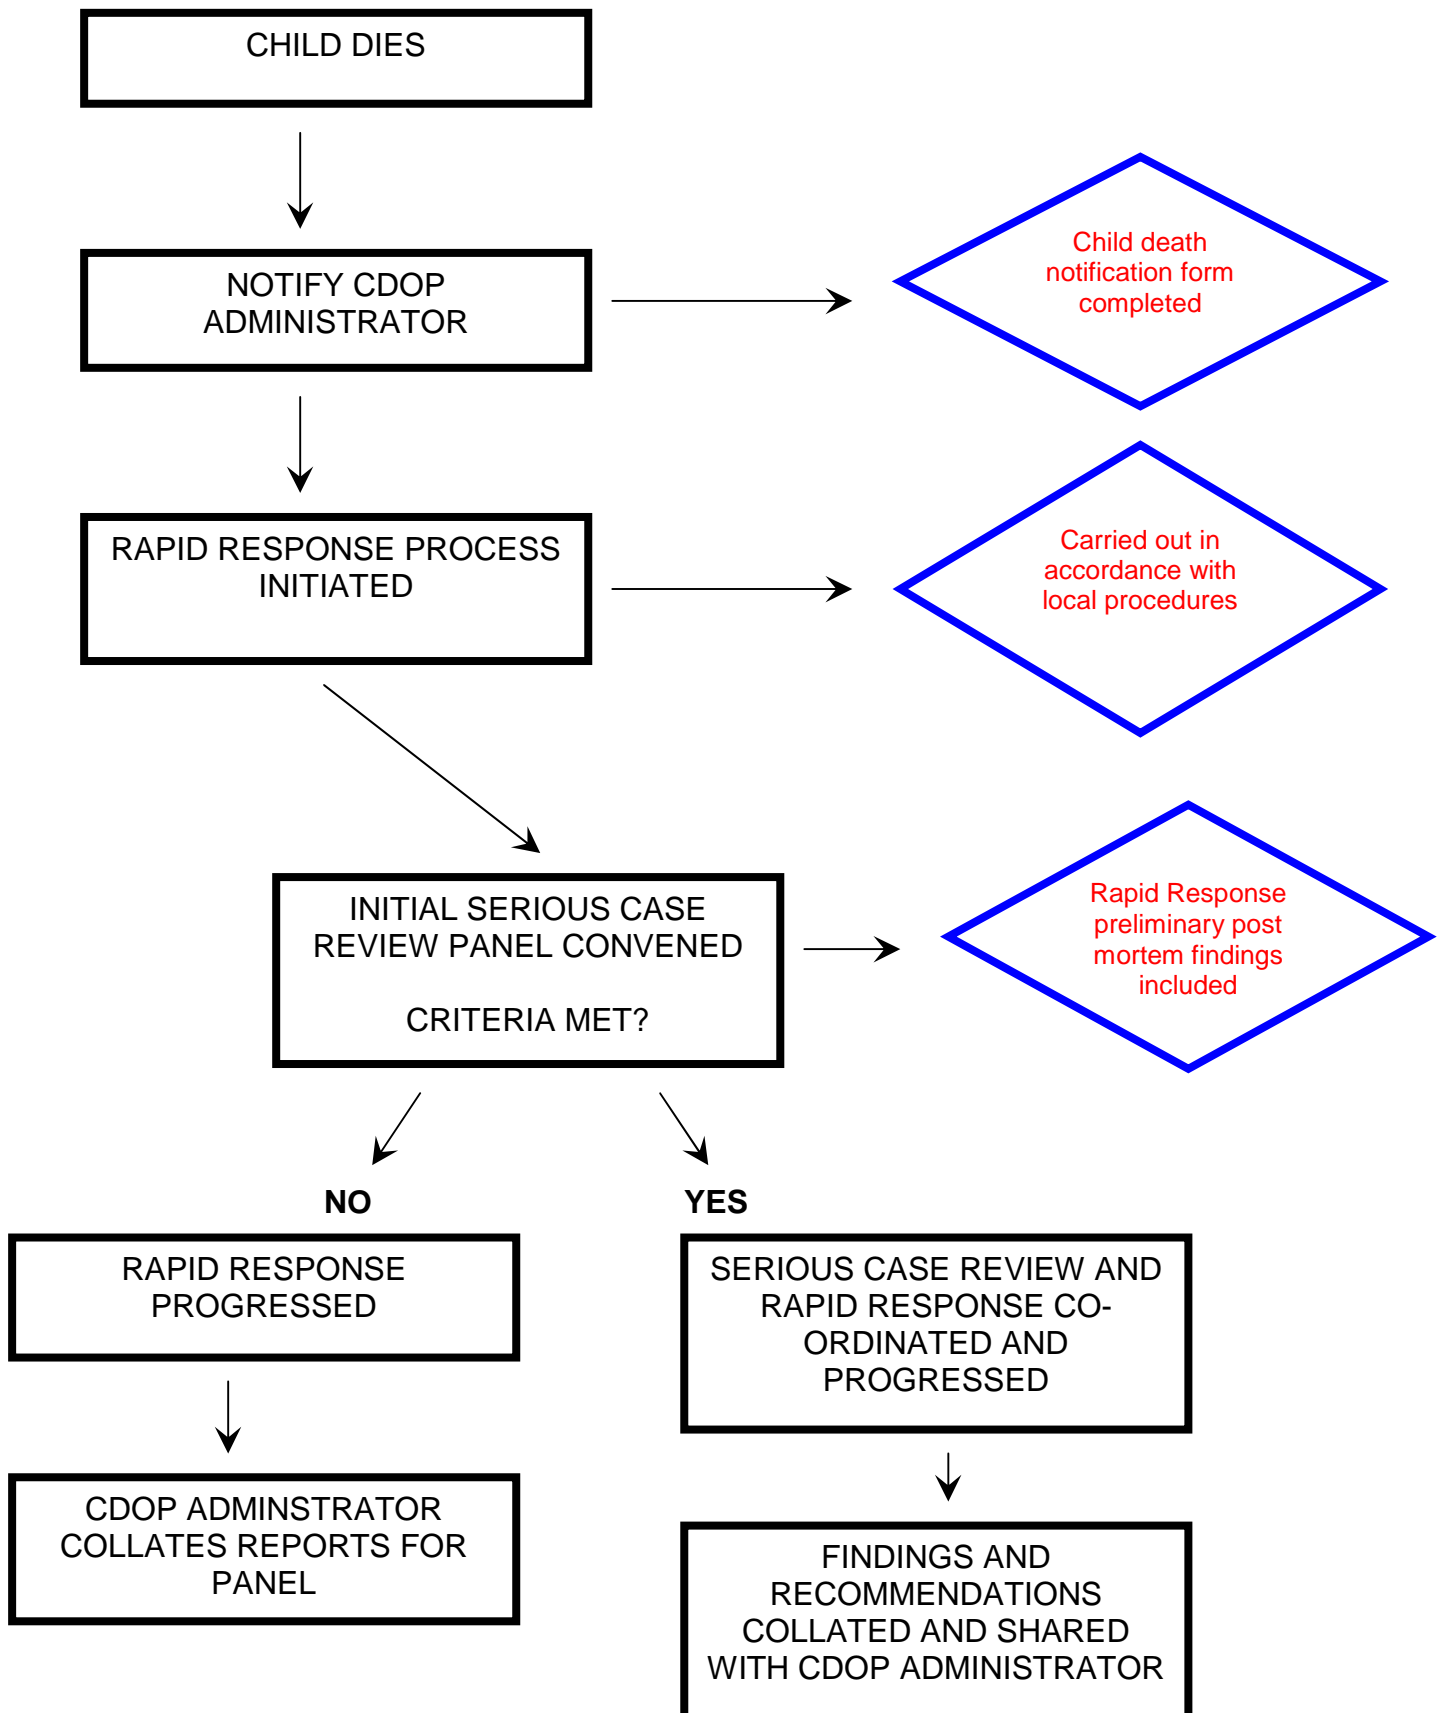 CHILD DIES
NOTIFY CDOP
ADMINISTRATOR
Child death
notification form
completed
RAPID RESPONSE PROCESS
INITIATED
Carried out in
accordance with
local procedures
INITIAL SERIOUS CASE
REVIEW PANEL CONVENED
CRITERIA MET?
Rapid Response
preliminary post
mortem findings
included
NO
YES
RAPID RESPONSE
PROGRESSED
SERIOUS CASE REVIEW AND
RAPID RESPONSE CO-
ORDINATED AND
PROGRESSED
CDOP ADMINSTRATOR
COLLATES REPORTS FOR
PANEL
FINDINGS AND
RECOMMENDATIONS
COLLATED AND SHARED
WITH CDOP ADMINISTRATOR